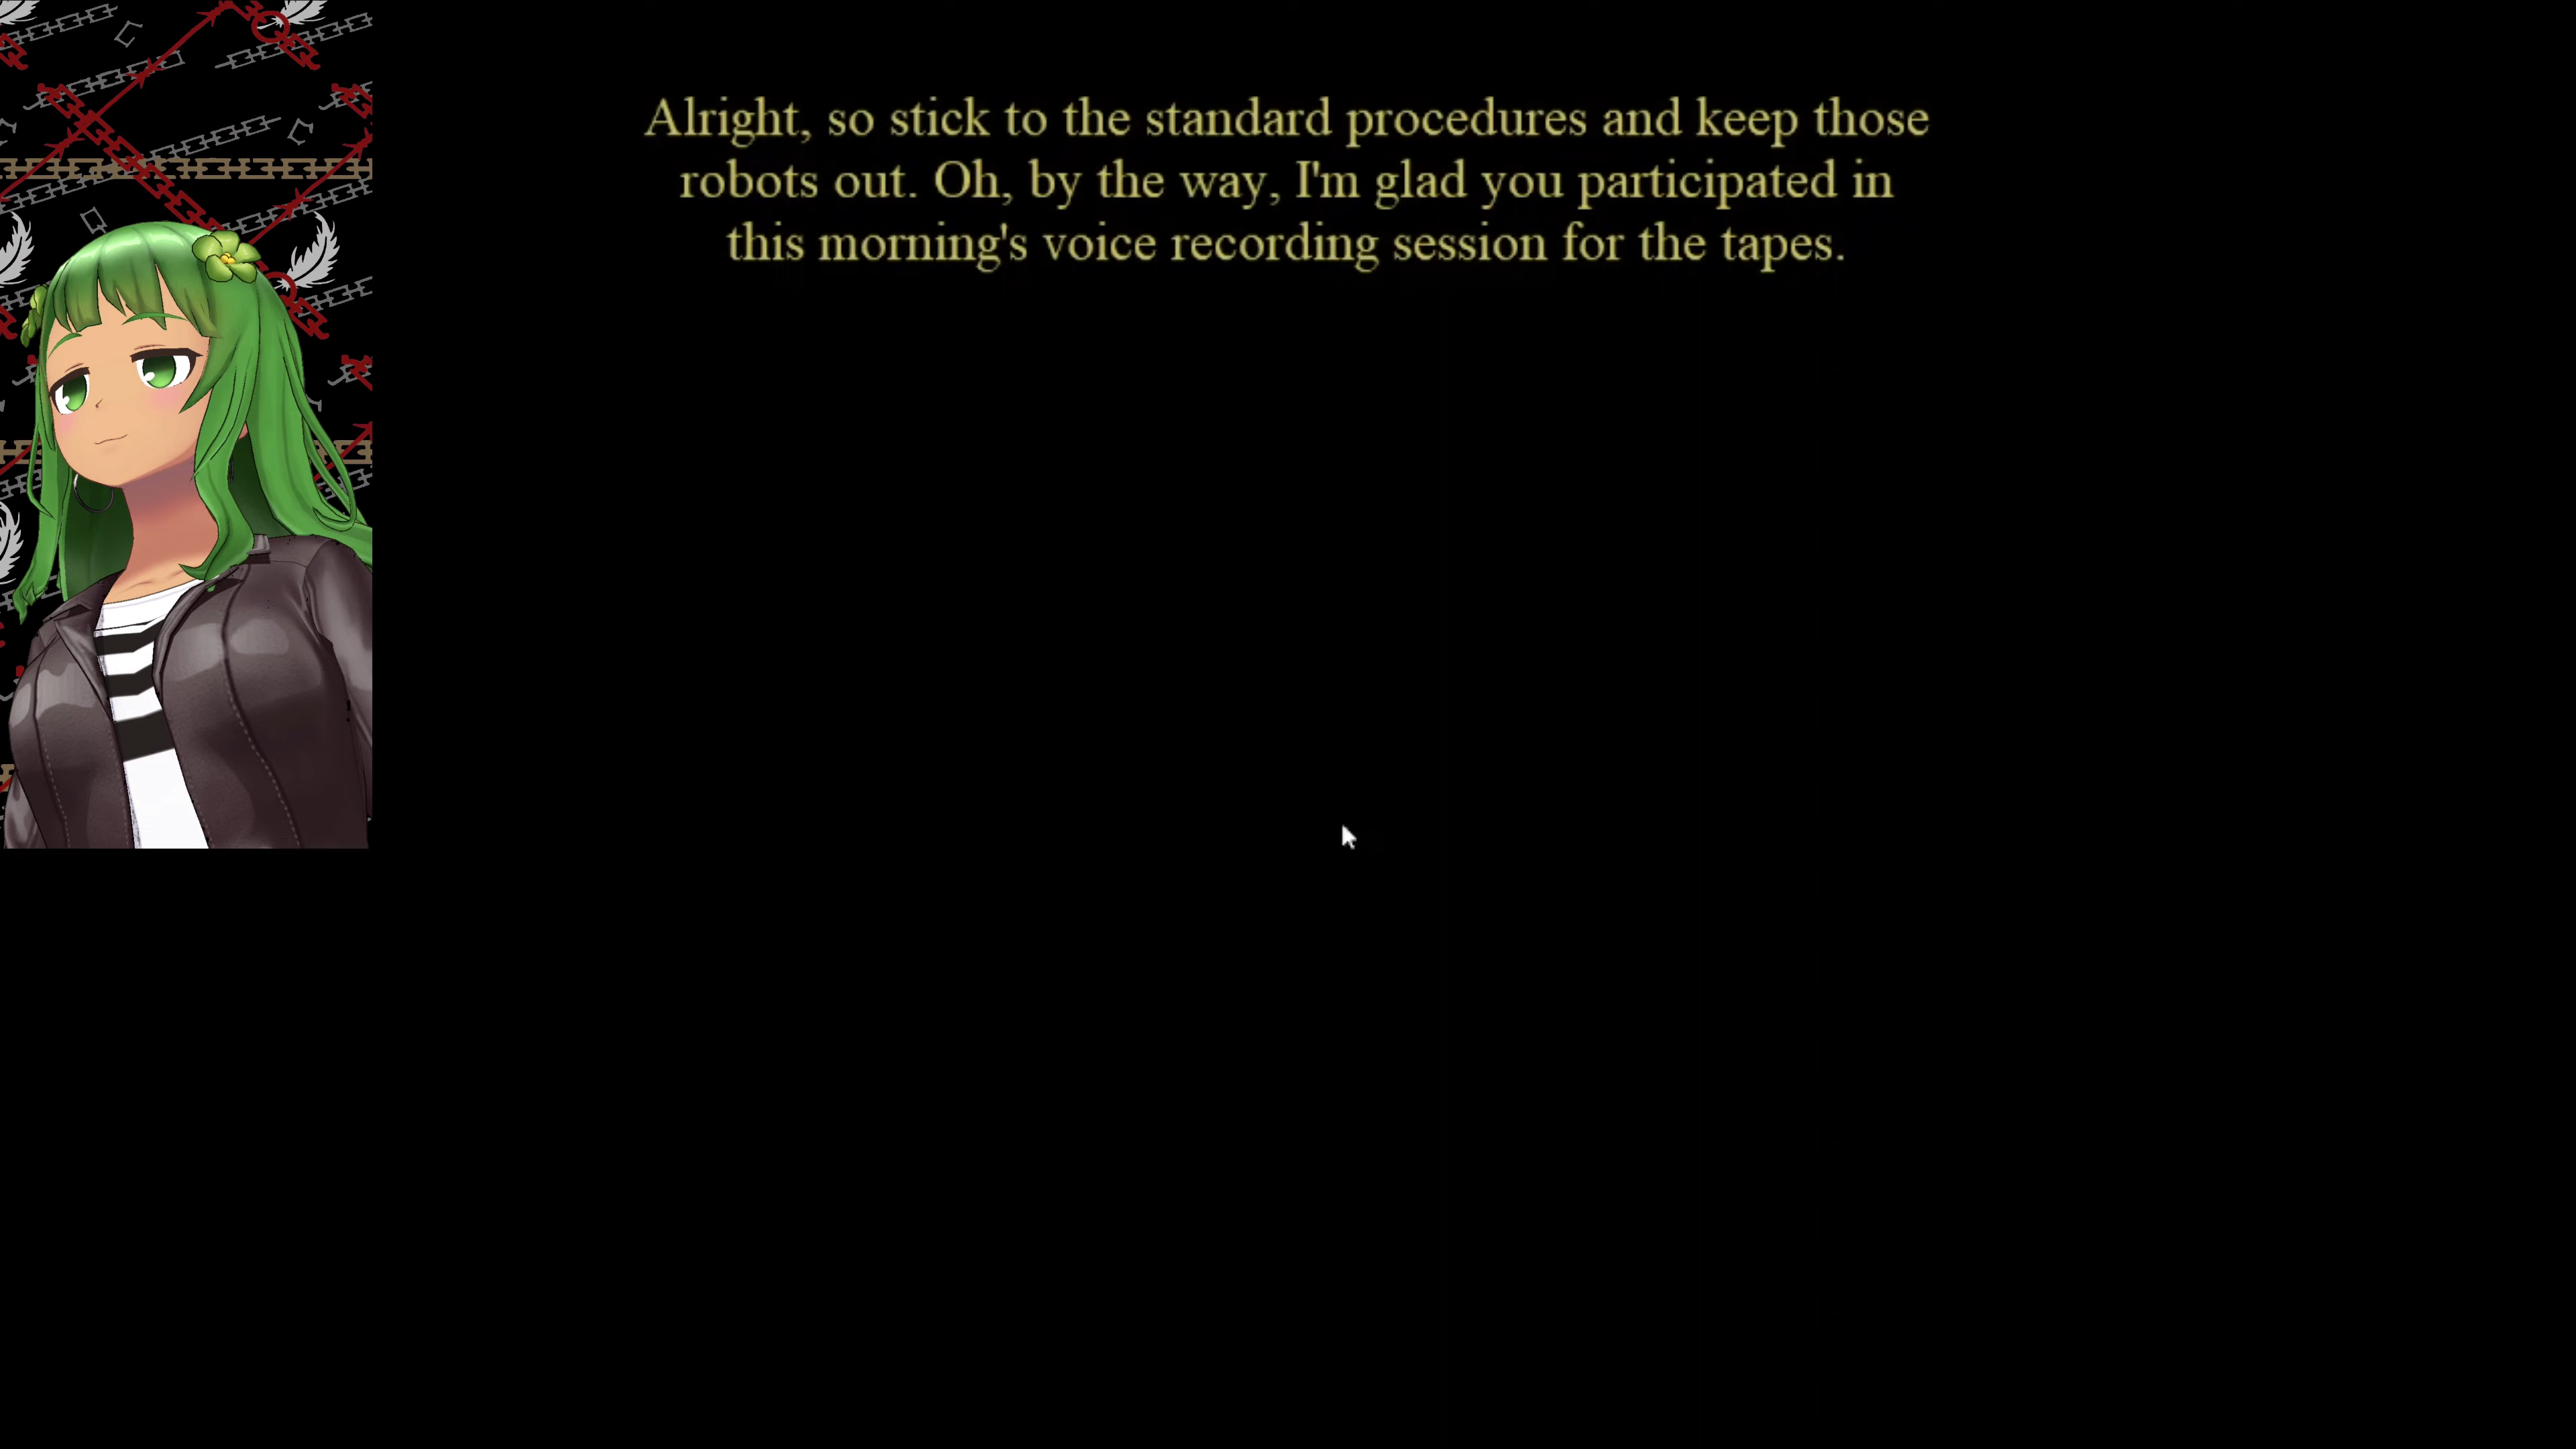 Alright, so stick to the standard procedures and keep those
robots out. Oh, by the way, I'm glad you participated in
this morning's voice recording session for the tapes.